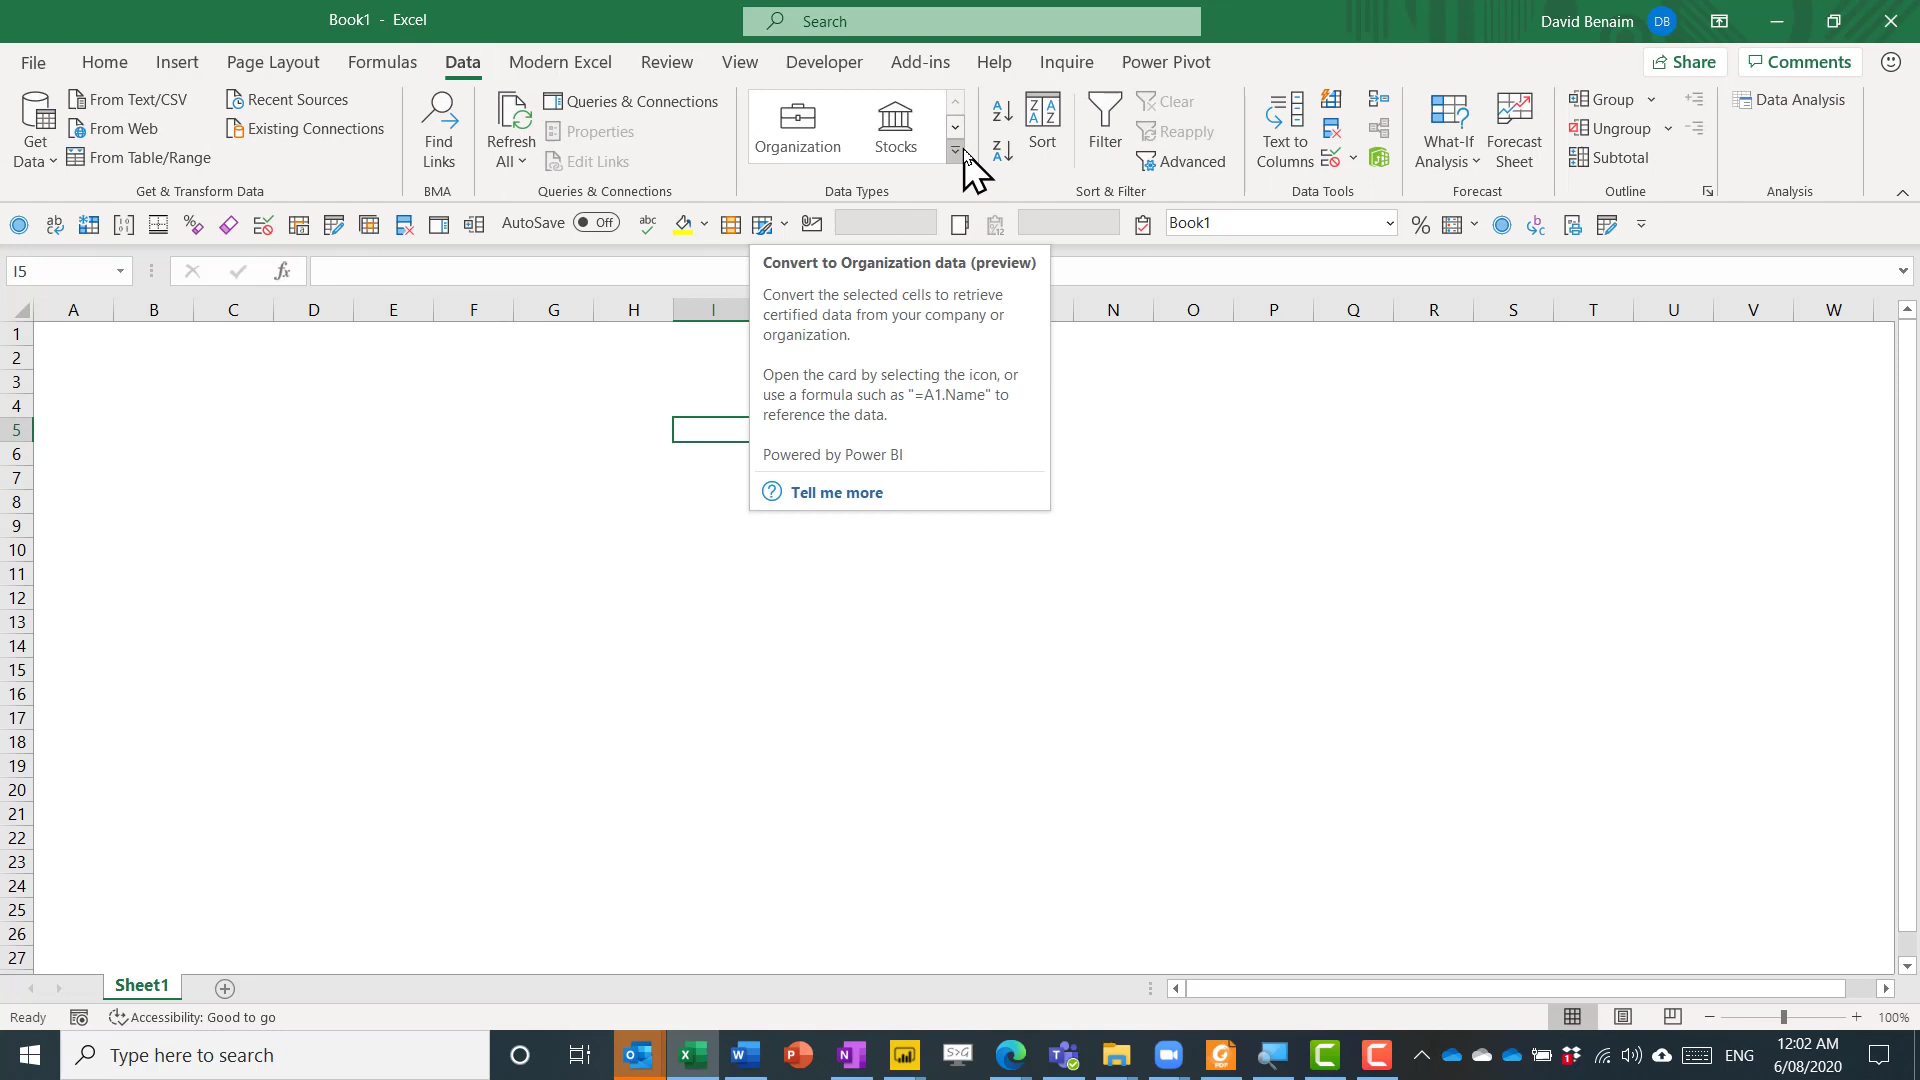 Book1 - Excel
Search
David Benaim
DB
File Home Insert Page Layout Formulas Data Modern Excel Review View Developer Add-ins Help Inquire Power Pivot
Share
Comments
Get Data
From Text/CSV
From Web
From Table/Range
Recent Sources
Existing Connections
Get & Transform Data
Find Links
BMA
Refresh All
Queries & Connections
Properties
Edit Links
Queries & Connections
Organization
Stocks
Data Types
Sort
Filter
Clear
Reapply
Advanced
Sort & Filter
Text to Columns
Data Tools
What-If Analysis
Forecast Sheet
Forecast
Group
Ungroup
Subtotal
Outline
Data Analysis
Analysis
AutoSave Off
Book1
I5
fx
Convert to Organization data (preview)
Convert the selected cells to retrieve
certified data from your company or
organization.
Open the card by selecting the icon, or
use a formula such as "=A1.Name" to
reference the data.
Powered by Power BI
Tell me more
A B C D E F G H I N O P Q R S T U V W
1
2
3
4
5
6
7
8
9
10
11
12
13
14
15
16
17
18
19
20
21
22
23
24
25
26
27
Sheet1
Ready
Accessibility: Good to go
100%
Type here to search
ENG
12:02 AM
6/08/2020